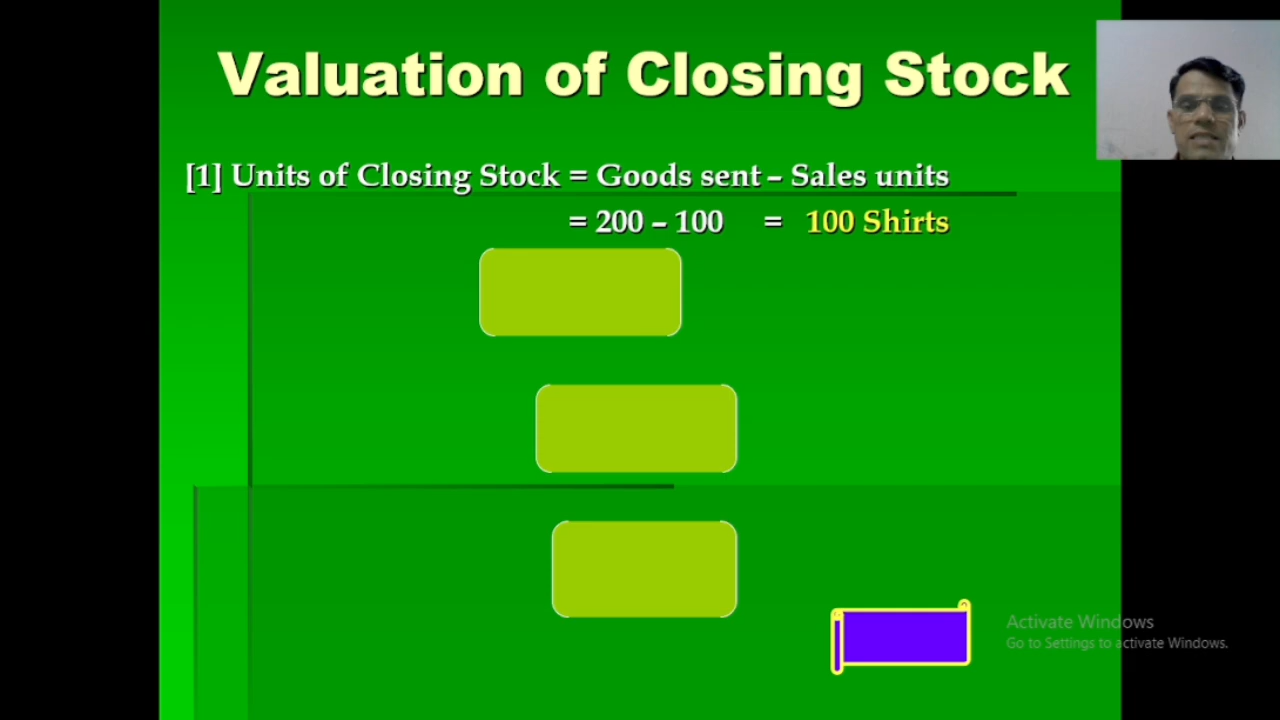 Valuation of Closing Stock
[1] Units of Closing Stock = Goods sent – Sales units
= 200 – 100 = 100 Shirts
Activate Windows
Go to Settings to activate Windows.